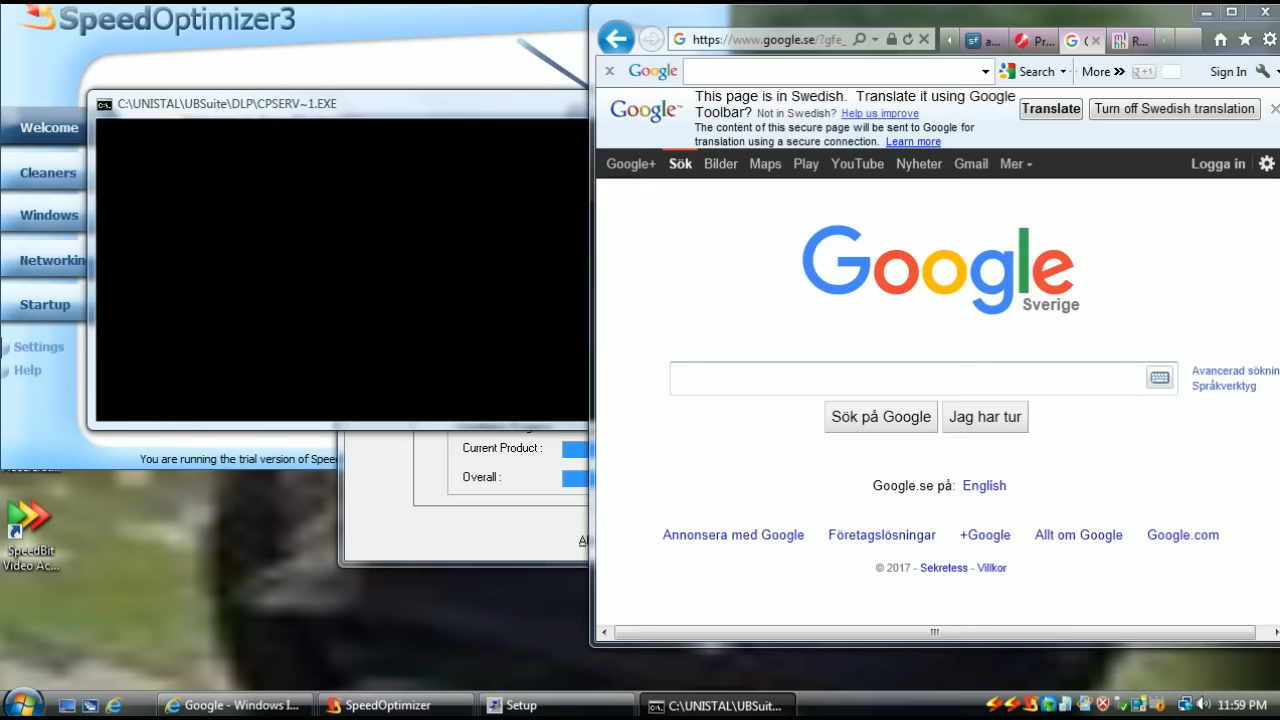 SpeedOptimizer3
Welcome
Cleaners
Windows
Networkin
Startup
Settings
Help
You are running the trial version of Spee
C:\UNISTAL\UBSuite\DLP\CPSERV~1.EXE
Current Product :
Overall :
SpeedBit
Video Ac...
https://www.google.se/?gfe_
a...
Pr...
R...
Google
Search
More »
+1
Sign In
Google
This page is in Swedish. Translate it using Google
Toolbar? Not in Swedish? Help us improve
The content of this secure page will be sent to Google for
translation using a secure connection. Learn more
Translate
Turn off Swedish translation
Google+ Sök Bilder Maps Play YouTube Nyheter Gmail Mer
Logga in
Google
Sverige
Avancerad söknin
Språkverktyg
Sök på Google
Jag har tur
Google.se på: English
Annonsera med Google Företagslösningar +Google Allt om Google Google.com
© 2017 - Sekretess - Villkor
Google - Windows I...
SpeedOptimizer
Setup
C:\UNISTAL\UBSuit...
11:59 PM